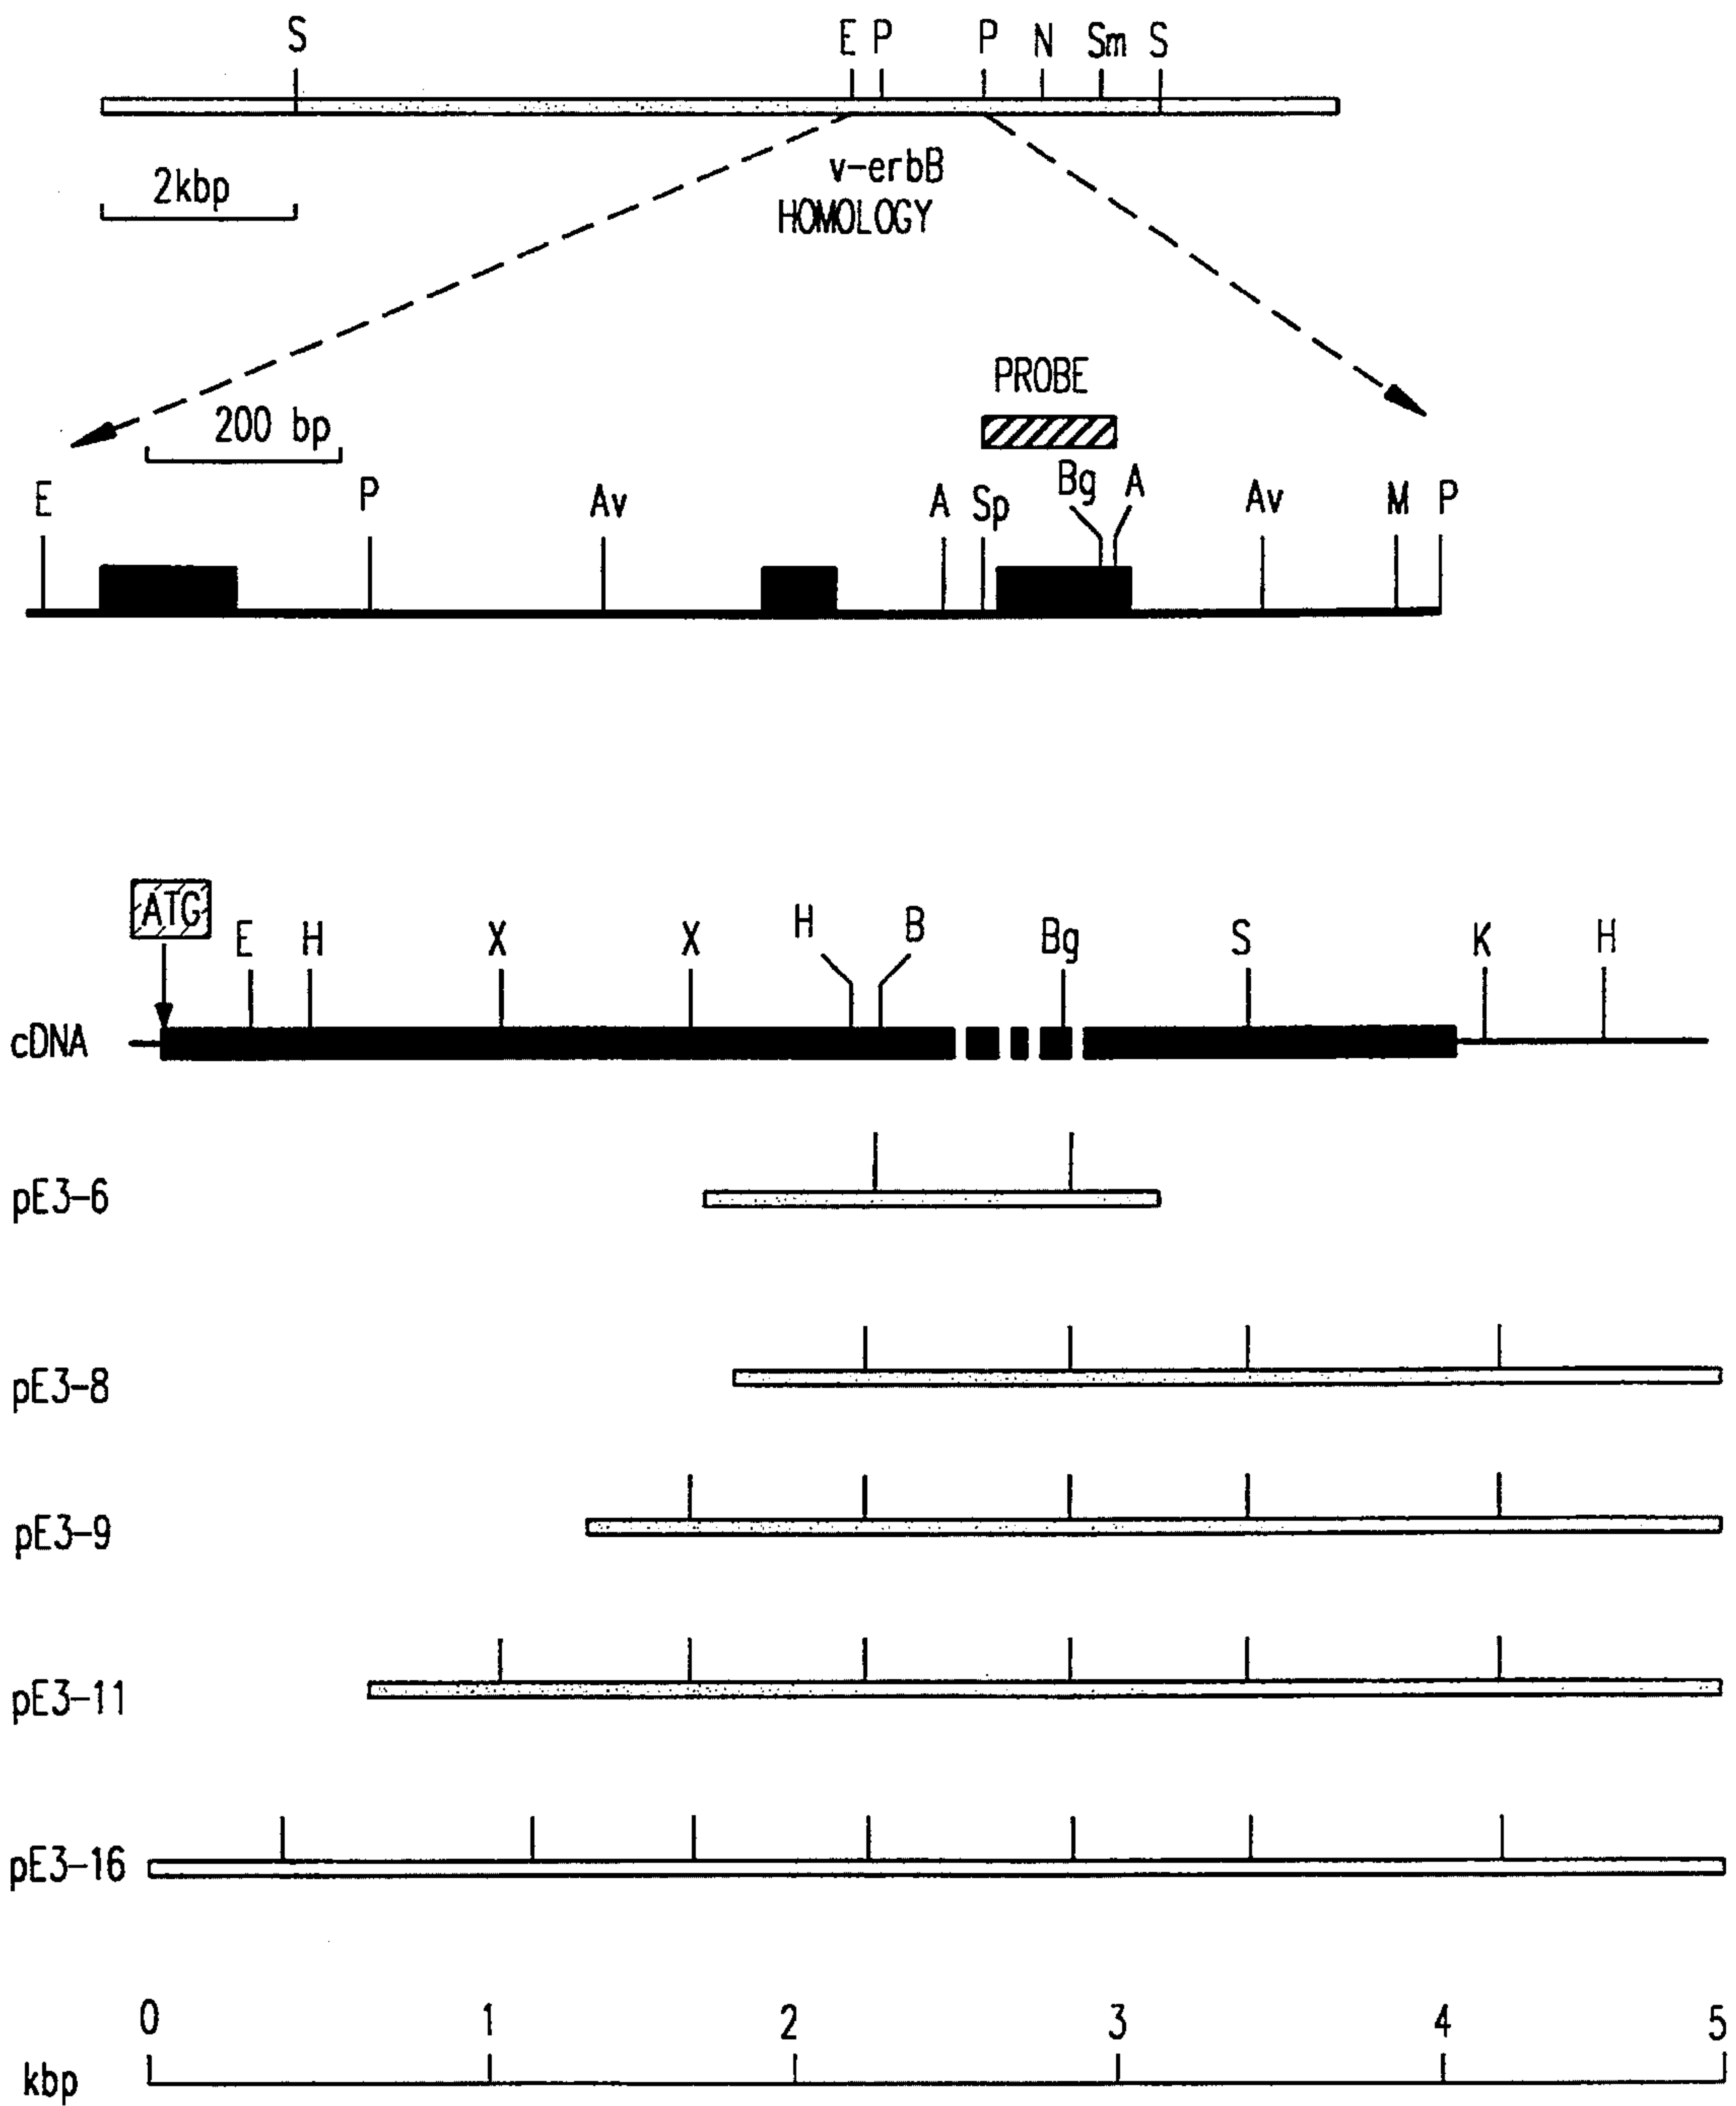 S E P P N Sm S
2kbp
v-erbB
HOMOLOGY
PROBE
200 bp
E P Av A Sp Bg A Av M P
ATG
E H X X H B Bg S K H
cDNA
pE3-6
pE3-8
pE3-9
pE3-11
pE3-16
0 1 2 3 4 5
kbp